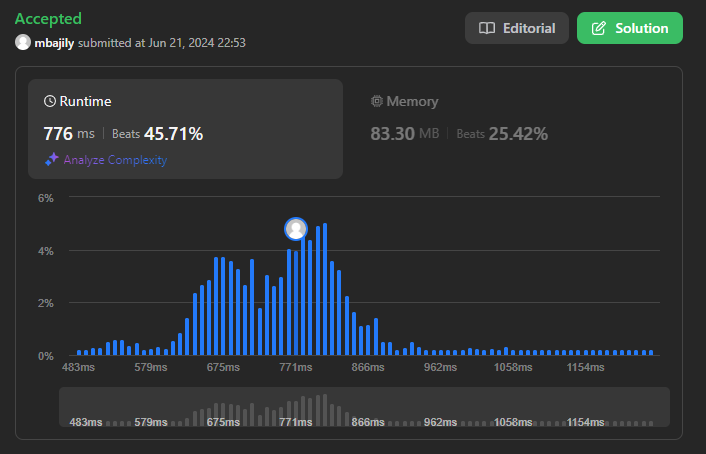 Accepted
Editorial
Solution
mbajily submitted at Jun 21, 2024 22:53
Runtime
Memory
776 ms | Beats 45.71%
83.30 MB | Beats 25.42%
Analyze Complexity
6%
4%
2%
0%
483ms 579ms 675ms 771ms 866ms 962ms 1058ms 1154ms
483ms 579ms 675ms 771ms 866ms 962ms 1058ms 1154ms